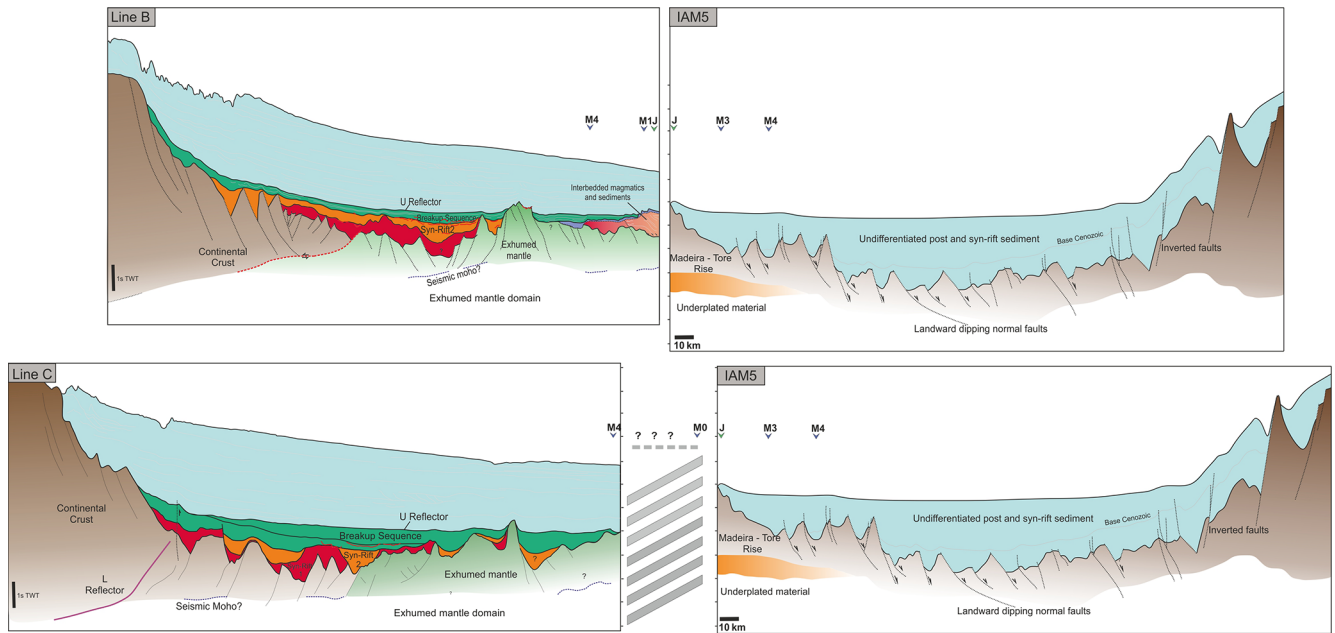 Line B
IAM5
M4
M1J
J
M3
M4
Interbedded magmatics
and sediments
U Reflector
Breakup Sequence
Syn-Rift2
?
Continental
Crust
Exhumed
mantle
Seismic moho?
Exhumed mantle domain
1s TWT
Undifferentiated post and syn-rift sediment
Base Cenozoic
Inverted faults
Madeira - Tore
Rise
Underplated material
Landward dipping normal faults
10 km
Line C
IAM5
M4
? ? ?
M0
J
M3
M4
Continental
Crust
U Reflector
Breakup Sequence
Syn-Rift
2
?
Exhumed mantle
?
?
L
Reflector
Seismic Moho?
Exhumed mantle domain
1s TWT
Undifferentiated post and syn-rift sediment
Base Cenozoic
Inverted faults
Madeira - Tore
Rise
Underplated material
Landward dipping normal faults
10 km